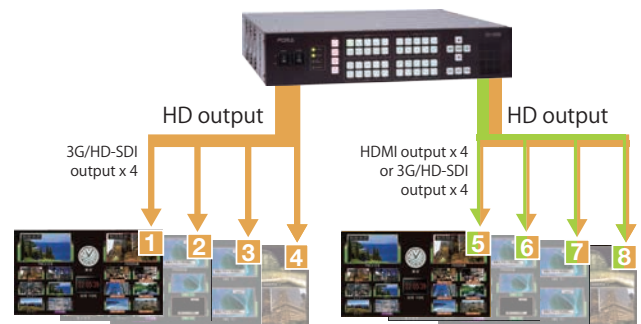 FOR.A
HD output
3G/HD-SDI
output x 4
HD output
HDMI output x 4
or 3G/HD-SDI
output x 4
1
2
3
4
5
6
7
8